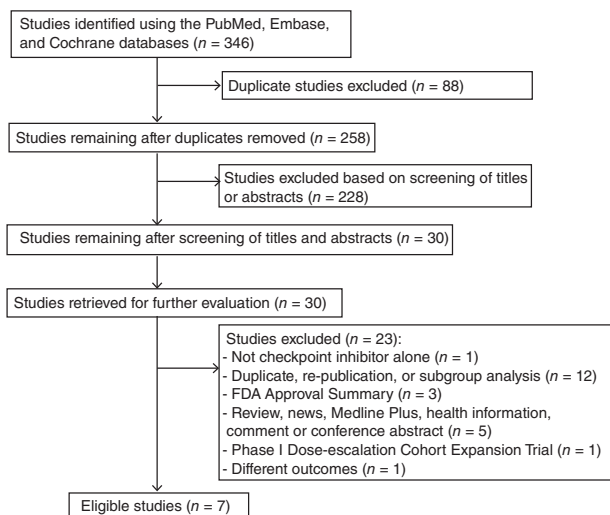 Studies identified using the PubMed, Embase,
and Cochrane databases (n = 346)
Duplicate studies excluded (n = 88)
Studies remaining after duplicates removed (n = 258)
Studies excluded based on screening of titles
or abstracts (n = 228)
Studies remaining after screening of titles and abstracts (n = 30)
Studies retrieved for further evaluation (n = 30)
Studies excluded (n = 23):
- Not checkpoint inhibitor alone (n = 1)
- Duplicate, re-publication, or subgroup analysis (n = 12)
- FDA Approval Summary (n = 3)
- Review, news, Medline Plus, health information,
comment or conference abstract (n = 5)
- Phase I Dose-escalation Cohort Expansion Trial (n = 1)
- Different outcomes (n = 1)
Eligible studies (n = 7)